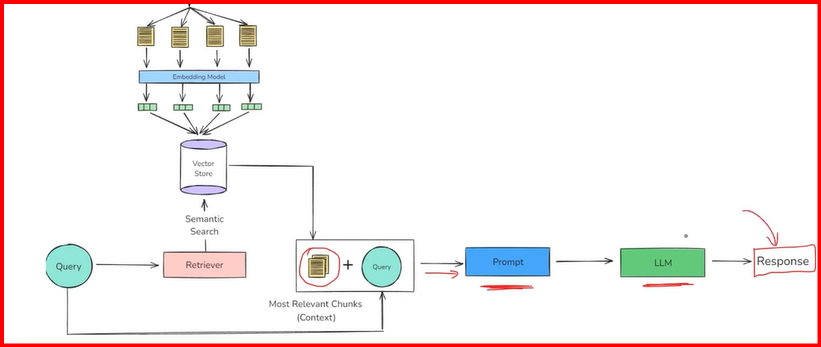 Embedding Model
Vector
Store
Semantic
Search
Query
Retriever
Query
Prompt
LLM
Response
Most Relevant Chunks
(Context)